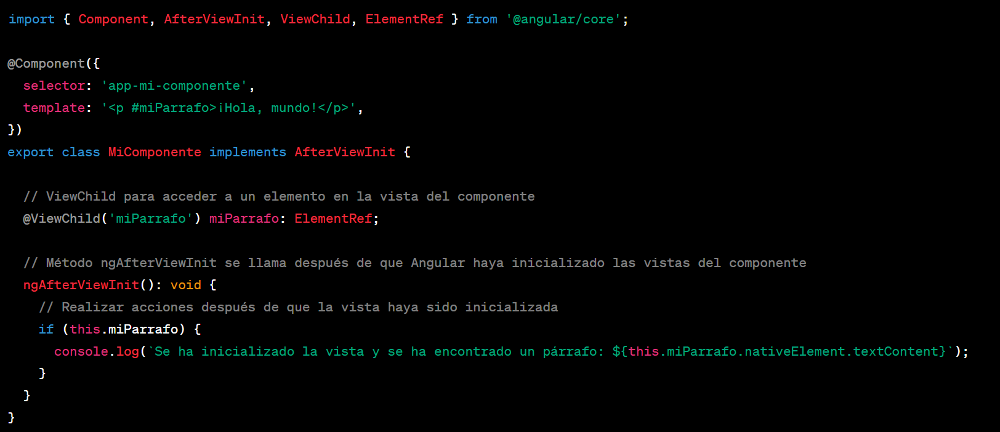 import { Component, AfterViewInit, ViewChild, ElementRef } from '@angular/core';
@Component({
  selector: 'app-mi-componente',
  template: '<p #miParrafo>¡Hola, mundo!</p>',
})
export class MiComponente implements AfterViewInit {
  // ViewChild para acceder a un elemento en la vista del componente
  @ViewChild('miParrafo') miParrafo: ElementRef;
  // Método ngAfterViewInit se llama después de que Angular haya inicializado las vistas del componente
  ngAfterViewInit(): void {
    // Realizar acciones después de que la vista haya sido inicializada
    if (this.miParrafo) {
      console.log(`Se ha inicializado la vista y se ha encontrado un párrafo: ${this.miParrafo.nativeElement.textContent}`);
    }
  }
}